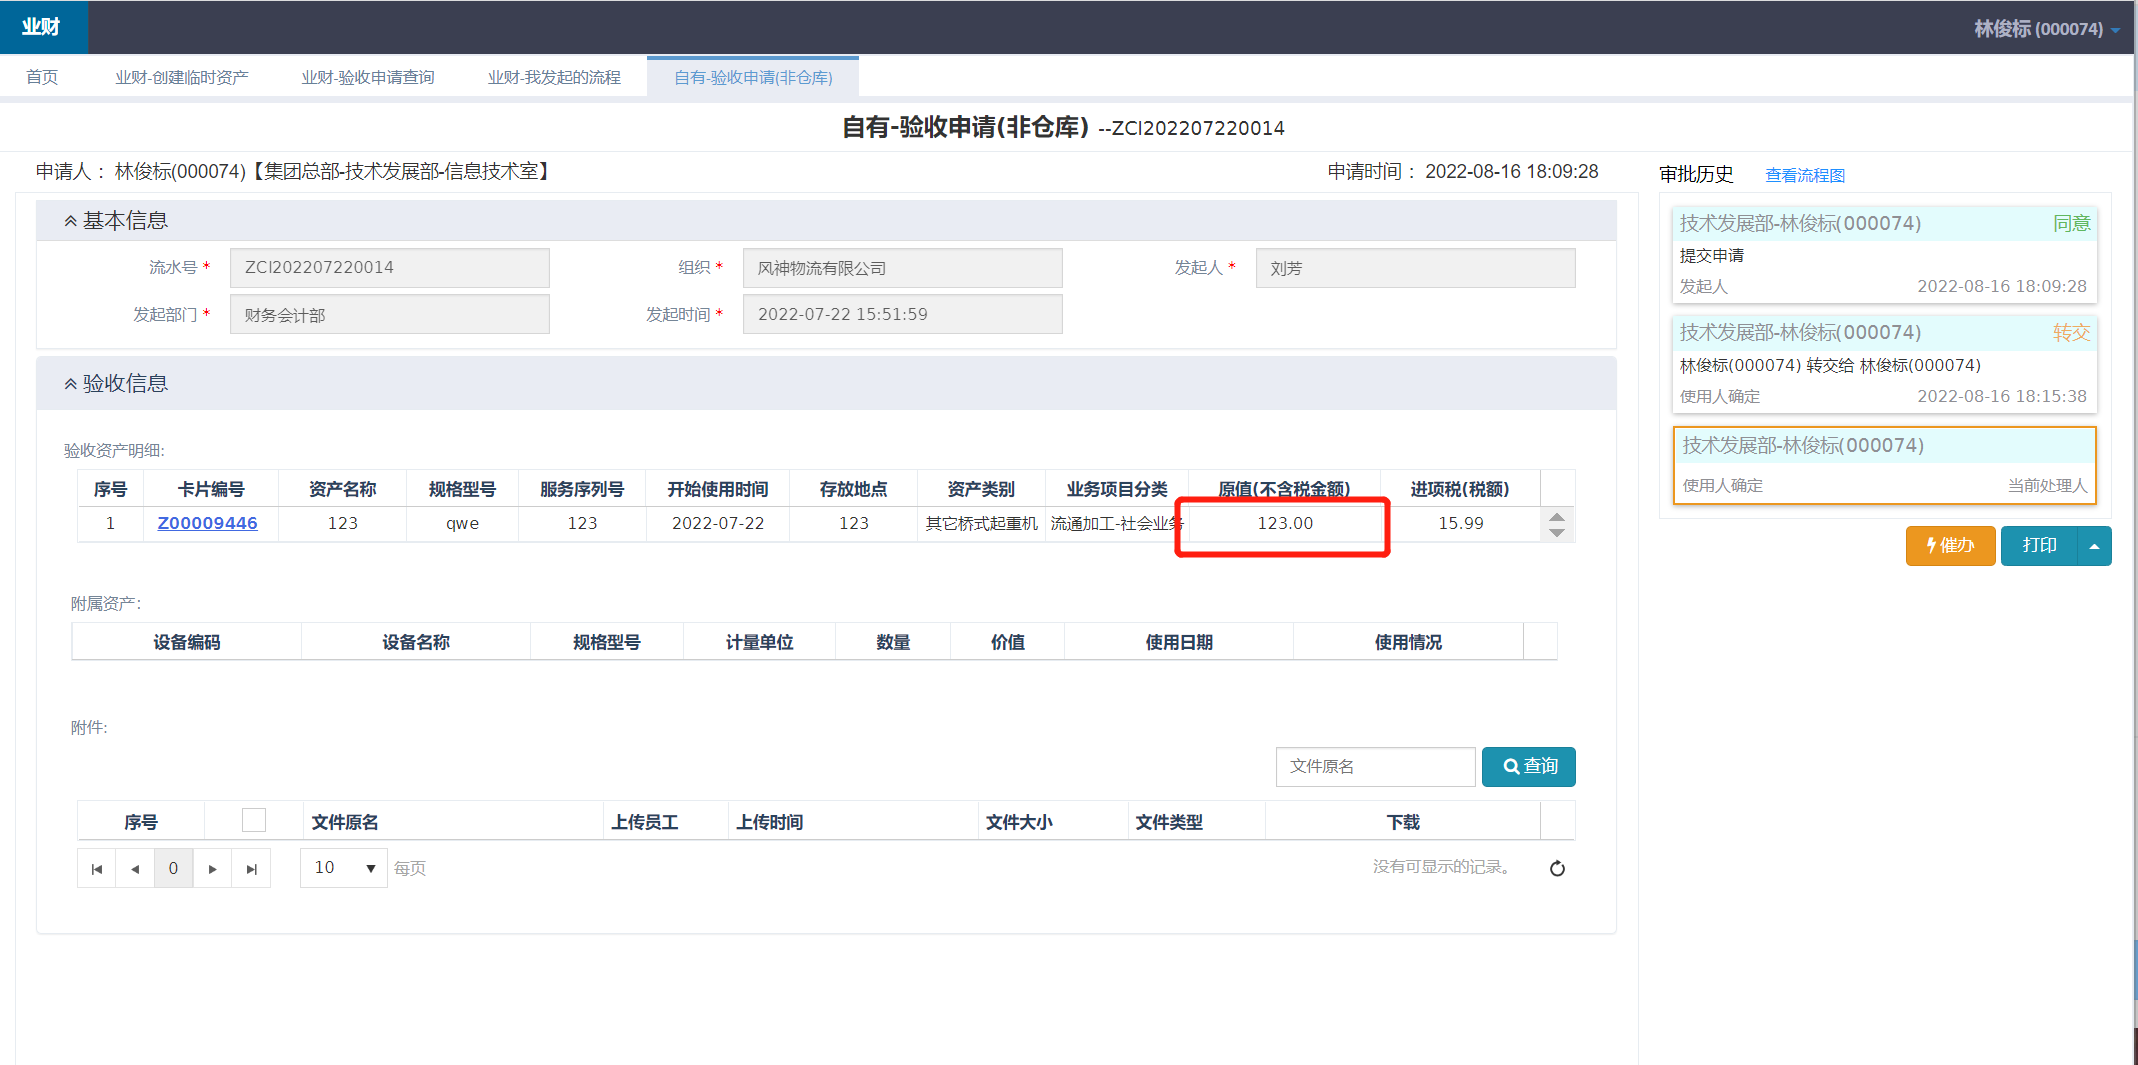 业财
林俊标 (000074)
首页 业财-创建临时资产 业财-验收申请查询 业财-我发起的流程 自有-验收申请(非仓库)
自有-验收申请(非仓库) --ZCI202207220014
申请人： 林俊标(000074)【集团总部-技术发展部-信息技术室】 申请时间： 2022-08-16 18:09:28
基本信息
流水号 * ZCI202207220014 组织 * 风神物流有限公司 发起人 * 刘芳
发起部门 * 财务会计部 发起时间 * 2022-07-22 15:51:59
验收信息
验收资产明细:
序号 卡片编号 资产名称 规格型号 服务序列号 开始使用时间 存放地点 资产类别 业务项目分类 原值(不含税金额) 进项税(税额)
1 Z00009446 123 qwe 123 2022-07-22 123 其它桥式起重机 流通加工-社会业务 123.00 15.99
附属资产:
设备编码 设备名称 规格型号 计量单位 数量 价值 使用日期 使用情况
附件:
文件原名 查询
序号 文件原名 上传员工 上传时间 文件大小 文件类型 下载
0 10 每页 没有可显示的记录。
审批历史 查看流程图
技术发展部-林俊标(000074) 同意
提交申请
发起人 2022-08-16 18:09:28
技术发展部-林俊标(000074) 转交
林俊标(000074) 转交给 林俊标(000074)
使用人确定 2022-08-16 18:15:38
技术发展部-林俊标(000074)
使用人确定 当前处理人
催办 打印